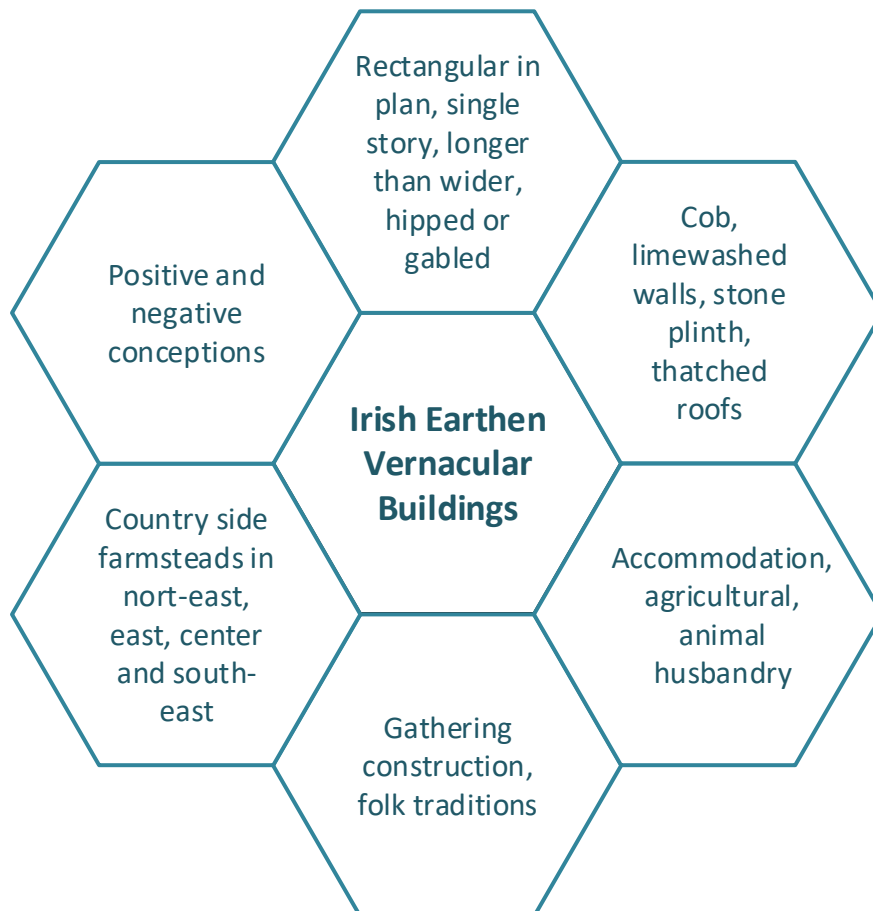 Rectangular in
plan, single
story, longer
than wider,
hipped or
gabled
Positive and
negative
conceptions
Cob,
limewashed
walls, stone
plinth,
thatched
roofs
Irish Earthen
Vernacular
Buildings
Country side
farmsteads in
nort-east,
east, center
and south-
east
Accommodation,
agricultural,
animal
husbandry
Gathering
construction,
folk traditions